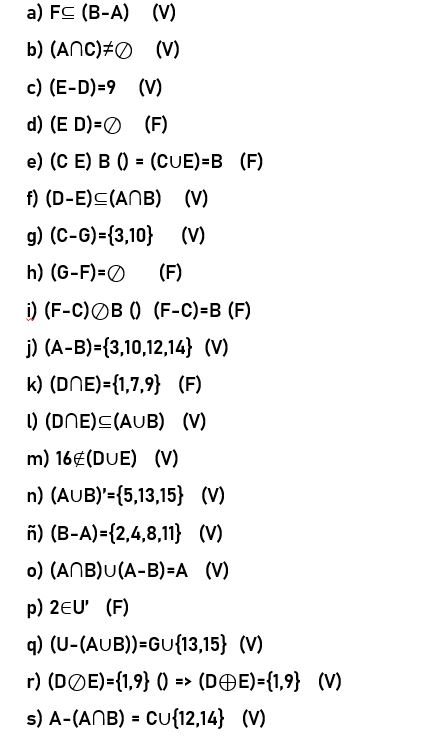 a) F⊆ (B-A) (V)
b) (A∩C)≠∅ (V)
c) (E-D)=9 (V)
d) (E D)=∅ (F)
e) (C E) B () = (C∪E)=B (F)
f) (D-E)⊆(A∩B) (V)
g) (C-G)={3,10} (V)
h) (G-F)=∅ (F)
i) (F-C)∅B () (F-C)=B (F)
j) (A-B)={3,10,12,14} (V)
k) (D∩E)={1,7,9} (F)
l) (D∩E)⊆(A∪B) (V)
m) 16∉(D∪E) (V)
n) (A∪B)'={5,13,15} (V)
ñ) (B-A)={2,4,8,11} (V)
o) (A∩B)∪(A-B)=A (V)
p) 2∈U' (F)
q) (U-(A∪B))=G∪{13,15} (V)
r) (D∅E)={1,9} () => (D⊕E)={1,9} (V)
s) A-(A∩B) = C∪{12,14} (V)